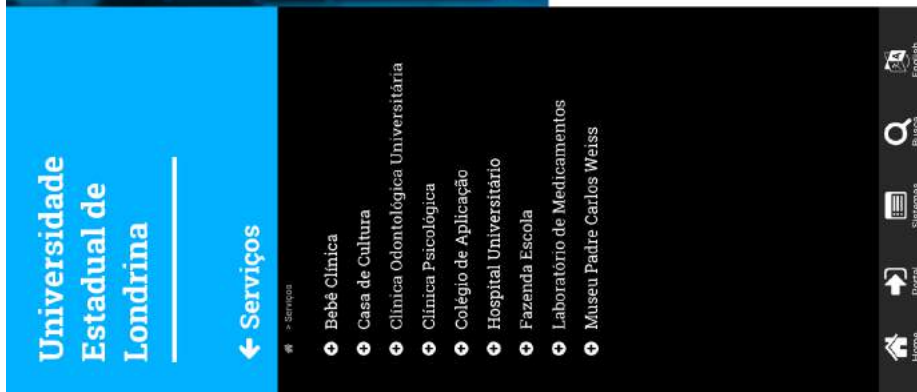 Universidade
Estadual de
Londrina
Serviços
> Serviços
Bebê Clínica
Casa de Cultura
Clínica Odontológica Universitária
Clínica Psicológica
Colégio de Aplicação
Hospital Universitário
Fazenda Escola
Laboratório de Medicamentos
Museu Padre Carlos Weiss
Home Portal Sistemas Busca English